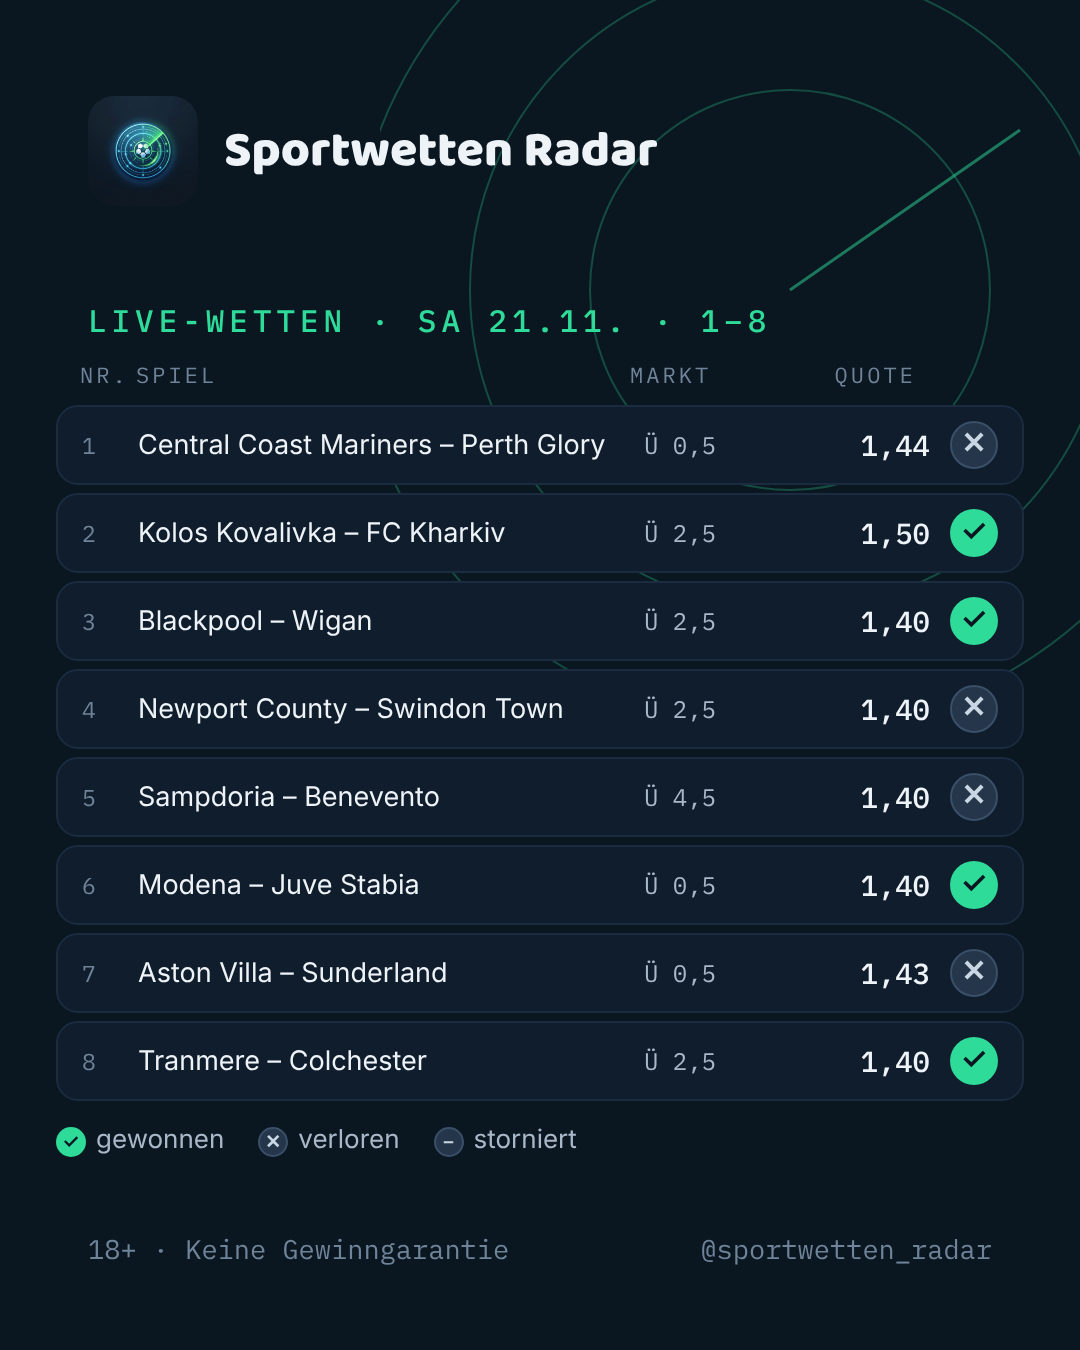 Sportwetten Radar
LIVE-WETTEN · SA 21.11. · 1–8
NR. SPIEL MARKT QUOTE
1 Central Coast Mariners – Perth Glory Ü 0,5 1,44 ✕
2 Kolos Kovalivka – FC Kharkiv Ü 2,5 1,50 ✓
3 Blackpool – Wigan Ü 2,5 1,40 ✓
4 Newport County – Swindon Town Ü 2,5 1,40 ✕
5 Sampdoria – Benevento Ü 4,5 1,40 ✕
6 Modena – Juve Stabia Ü 0,5 1,40 ✓
7 Aston Villa – Sunderland Ü 0,5 1,43 ✕
8 Tranmere – Colchester Ü 2,5 1,40 ✓
✓ gewonnen ✕ verloren – storniert
18+ · Keine Gewinngarantie @sportwetten_radar